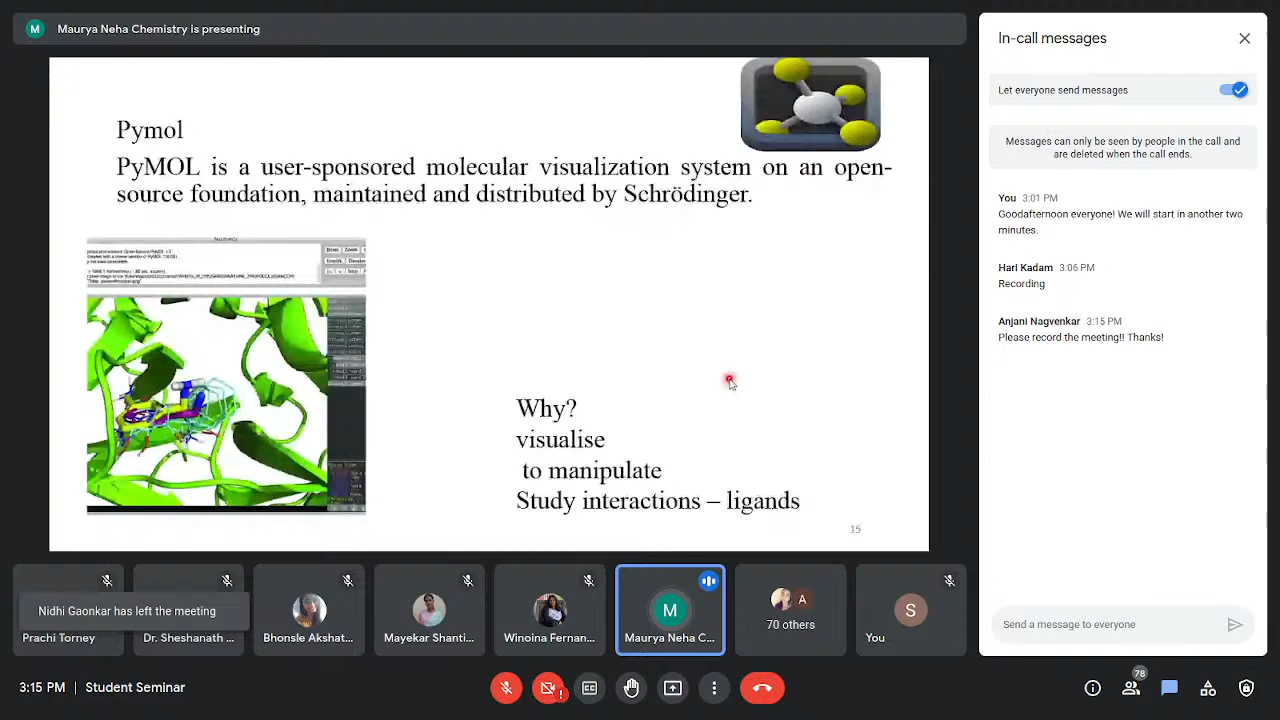 M Maurya Neha Chemistry is presenting
Pymol
PyMOL is a user-sponsored molecular visualization system on an open-
source foundation, maintained and distributed by Schrödinger.
Why?
visualise
to manipulate
Study interactions – ligands
15
In-call messages
Let everyone send messages
Messages can only be seen by people in the call and
are deleted when the call ends.
You 3:01 PM
Goodafternoon everyone! We will start in another two
minutes.
Hari Kadam 3:06 PM
Recording
Anjani Nagvenkar 3:15 PM
Please record the meeting!! Thanks!
Send a message to everyone
Nidhi Gaonkar has left the meeting
Prachi Torney
Dr. Sheshanath ...
Bhonsle Akshat...
Mayekar Shanti...
Winoina Fernan...
M
Maurya Neha C...
A
70 others
S
You
3:15 PM | Student Seminar
78